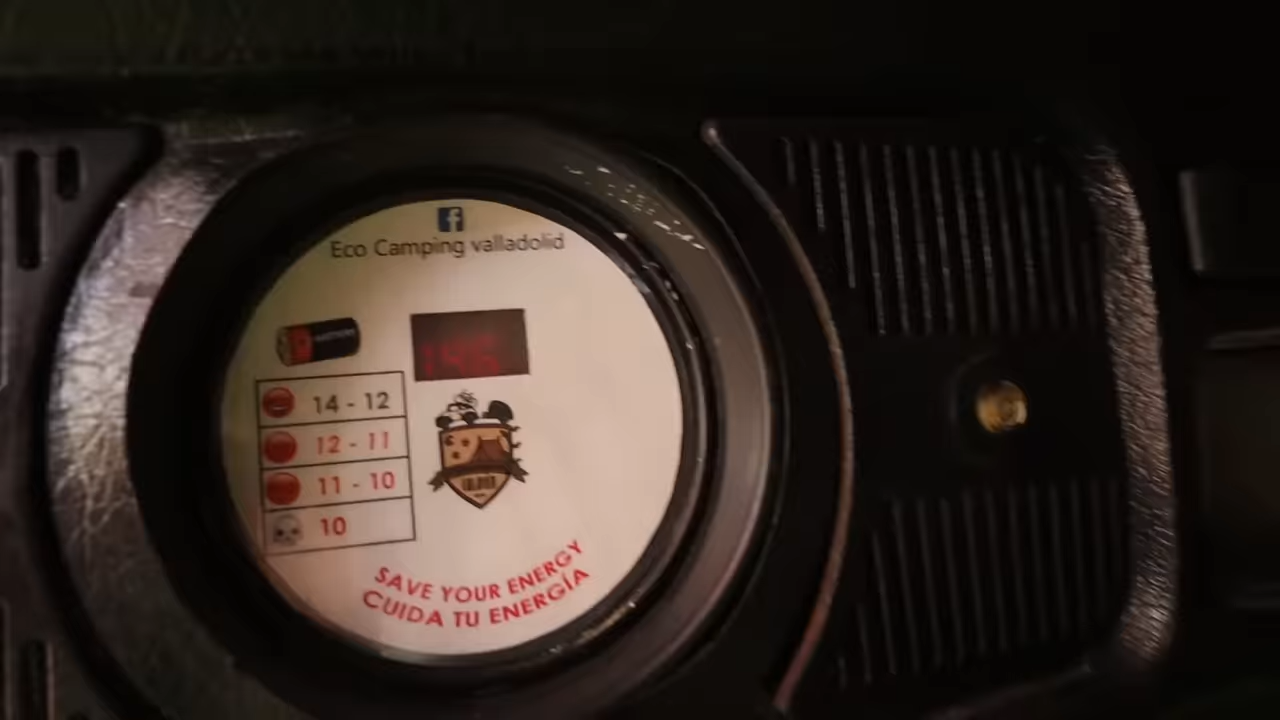 f
Eco Camping valladolid
14 - 12
12 - 11
11 - 10
10
SAVE YOUR ENERGY
CUIDA TU ENERGÍA